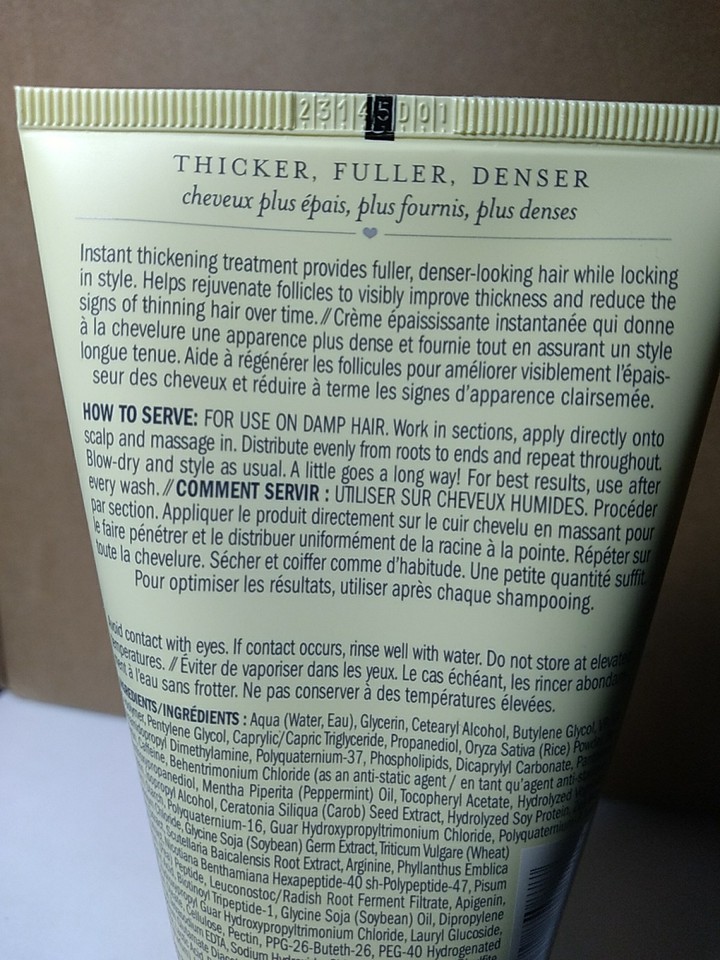 23145D01
THICKER, FULLER, DENSER
cheveux plus épais, plus fournis, plus denses
Instant thickening treatment provides fuller, denser-looking hair while locking
in style. Helps rejuvenate follicles to visibly improve thickness and reduce the
signs of thinning hair over time. // Crème épaississante instantanée qui donne
à la chevelure une apparence plus dense et fournie tout en assurant un style
longue tenue. Aide à régénérer les follicules pour améliorer visiblement l'épais-
seur des cheveux et réduire à terme les signes d'apparence clairsemée.
HOW TO SERVE: FOR USE ON DAMP HAIR. Work in sections, apply directly onto
scalp and massage in. Distribute evenly from roots to ends and repeat throughout.
Blow-dry and style as usual. A little goes a long way! For best results, use after
every wash. // COMMENT SERVIR : UTILISER SUR CHEVEUX HUMIDES. Procéder
par section. Appliquer le produit directement sur le cuir chevelu en massant pour
le faire pénétrer et le distribuer uniformément de la racine à la pointe. Répéter sur
toute la chevelure. Sécher et coiffer comme d'habitude. Une petite quantité suffit.
Pour optimiser les résultats, utiliser après chaque shampooing.
contact with eyes. If contact occurs, rinse well with water. Do not store at
// Éviter de vaporiser dans les yeux. Le cas échéant, les rincer
à l'eau sans frotter. Ne pas conserver à des températures élevées.
/INGRÉDIENTS : Aqua (Water, Eau), Glycerin, Cetearyl Alcohol, Butylene Glycol,
Pentylene Glycol, Caprylic/Capric Triglyceride, Propanediol, Oryza Sativa (Rice)
Dimethylamine, Polyquaternium-37, Phospholipids, Dicaprylyl Carbonate,
Caffeine, Behentrimonium Chloride (as an anti-static agent / en tant qu'agent
Mentha Piperita (Peppermint) Oil, Tocopheryl Acetate, Hydrolyzed
Alcohol, Ceratonia Siliqua (Carob) Seed Extract, Hydrolyzed Soy Protein,
Polyquaternium-16, Guar Hydroxypropyltrimonium Chloride,
Glycine Soja (Soybean) Germ Extract, Triticum Vulgare (Wheat)
Scutellaria Baicalensis Root Extract, Arginine, Phyllanthus Emblica
Benthamiana Hexapeptide-40 sh-Polypeptide-47, Pisum
Peptide, Leuconostoc/Radish Root Ferment Filtrate, Apigenin,
Biotinoyl Tripeptide-1, Glycine Soja (Soybean) Oil, Dipropylene
Guar Hydroxypropyltrimonium Chloride, Lauryl Glucoside,
Cellulose, Pectin, PPG-26-Buteth-26, PEG-40 Hydrogenated
EDTA, Sodium